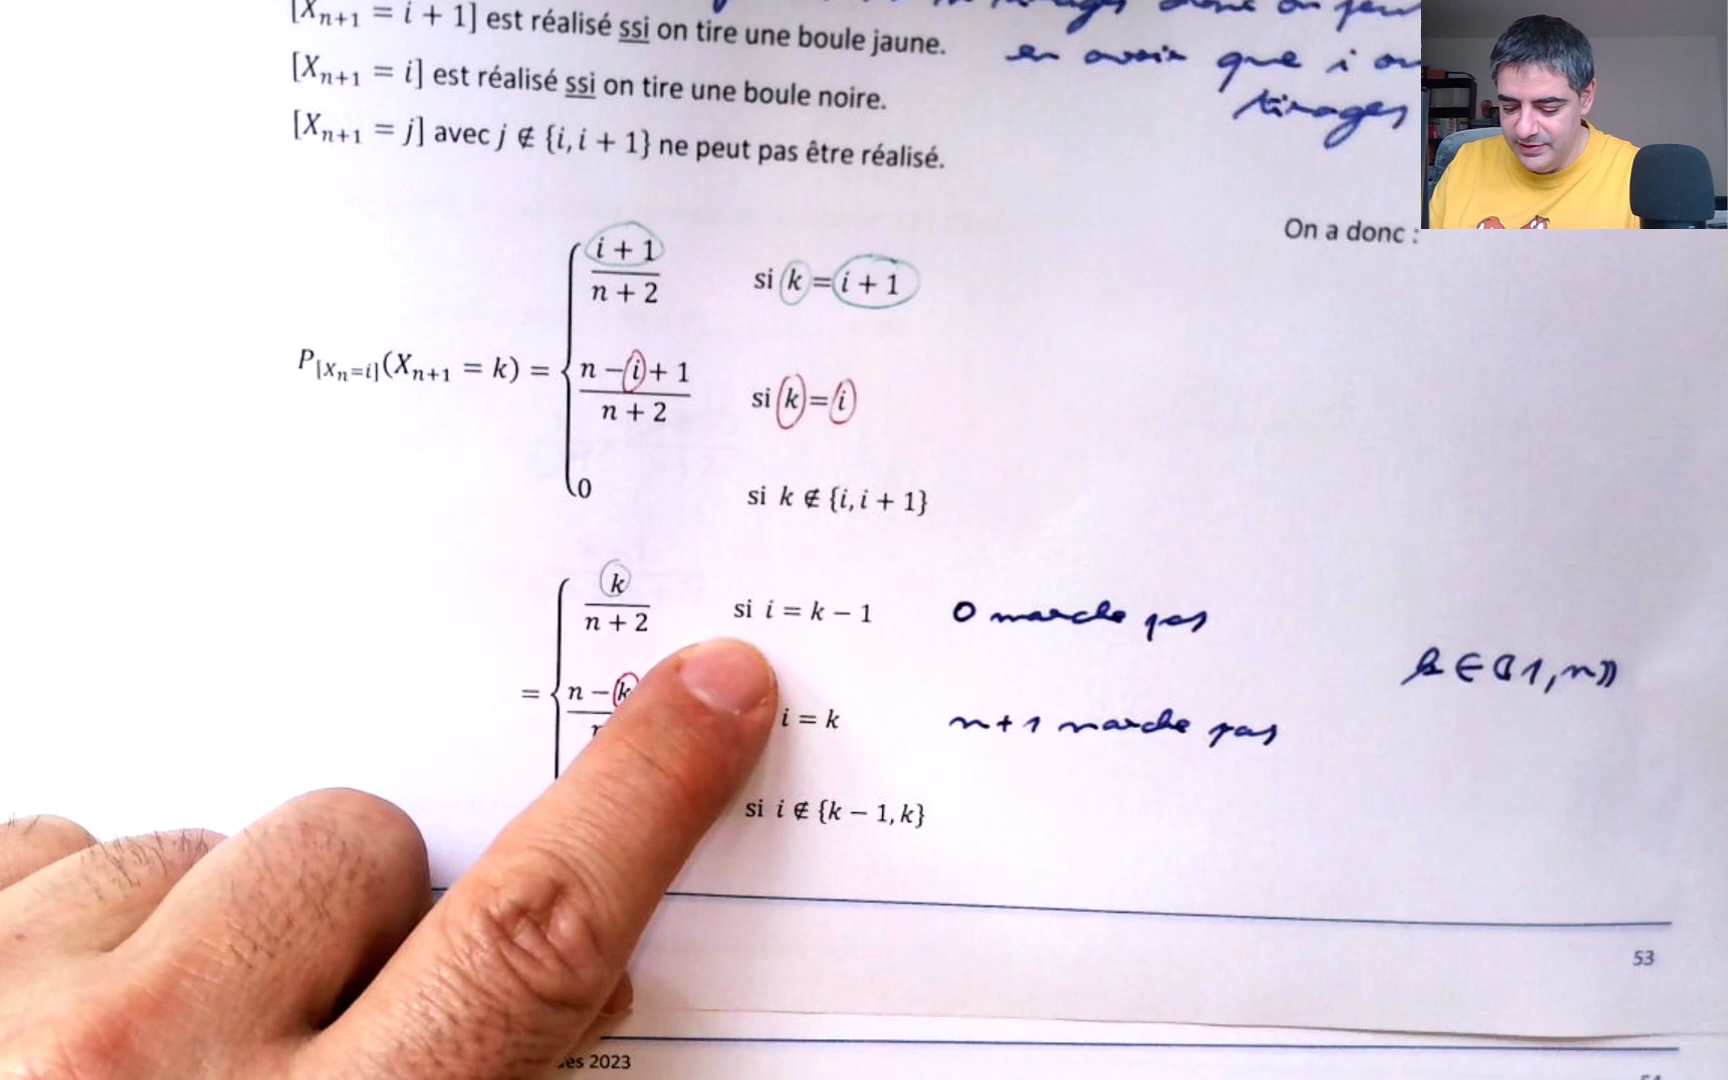 [Xₙ₊₁ = i + 1] est réalisé ssi on tire une boule jaune.
en avoir que i ou
[Xₙ₊₁ = i] est réalisé ssi on tire une boule noire.
tirages
[Xₙ₊₁ = j] avec j ∉ {i, i + 1} ne peut pas être réalisé.
On a donc :
i + 1
n + 2
si k = i + 1
P[Xₙ=i](Xₙ₊₁ = k) =
n − i + 1
n + 2
si k = i
0
si k ∉ {i, i + 1}
k
n + 2
si i = k − 1
0 marche pas
k ∈ ⟦1, n⟧
= n − k
i = k
n+1 marche pas
si i ∉ {k − 1, k}
53
2023